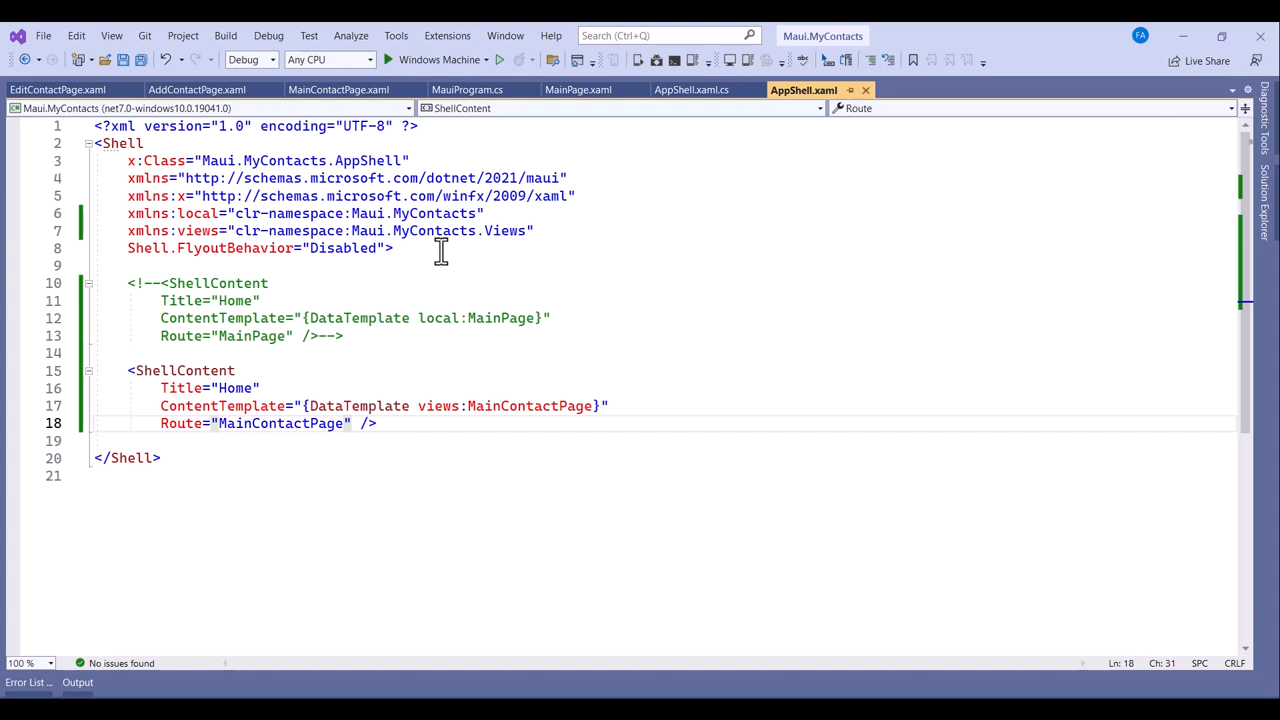 File Edit View Git Project Build Debug Test Analyze Tools Extensions Window Help Search (Ctrl+Q) Maui.MyContacts FA
Debug Any CPU Windows Machine Live Share
EditContactPage.xaml AddContactPage.xaml MainContactPage.xaml MauiProgram.cs MainPage.xaml AppShell.xaml.cs AppShell.xaml
Maui.MyContacts (net7.0-windows10.0.19041.0) ShellContent Route
1 <?xml version="1.0" encoding="UTF-8" ?>
2 <Shell
3 x:Class="Maui.MyContacts.AppShell"
4 xmlns="http://schemas.microsoft.com/dotnet/2021/maui"
5 xmlns:x="http://schemas.microsoft.com/winfx/2009/xaml"
6 xmlns:local="clr-namespace:Maui.MyContacts"
7 xmlns:views="clr-namespace:Maui.MyContacts.Views"
8 Shell.FlyoutBehavior="Disabled">
9
10 <!--<ShellContent
11 Title="Home"
12 ContentTemplate="{DataTemplate local:MainPage}"
13 Route="MainPage" />-->
14
15 <ShellContent
16 Title="Home"
17 ContentTemplate="{DataTemplate views:MainContactPage}"
18 Route="MainContactPage" />
19
20 </Shell>
21
Diagnostic Tools
Solution Explorer
100 % No issues found Ln: 18 Ch: 31 SPC CRLF
Error List ... Output